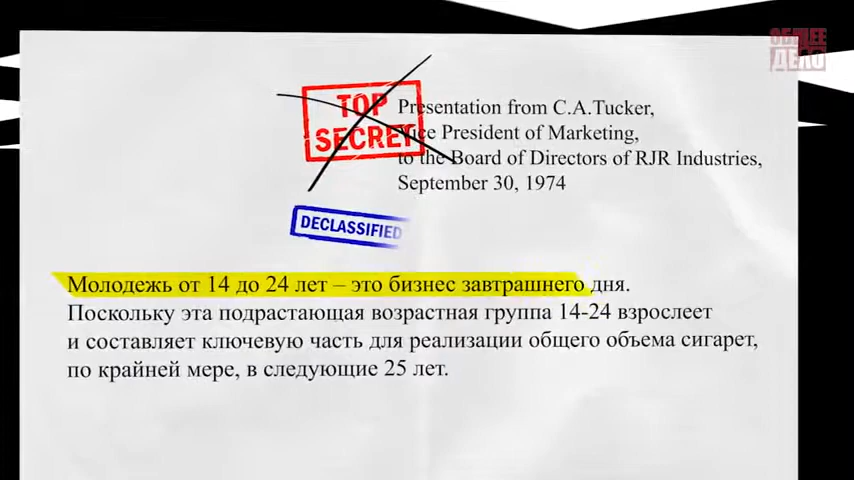 ОБЩЕЕ
ДЕЛО
TOP
SECRET
Presentation from C.A.Tucker,
Vice President of Marketing,
to the Board of Directors of RJR Industries,
September 30, 1974
DECLASSIFIED
Молодежь от 14 до 24 лет – это бизнес завтрашнего дня.
Поскольку эта подрастающая возрастная группа 14-24 взрослеет
и составляет ключевую часть для реализации общего объема сигарет,
по крайней мере, в следующие 25 лет.